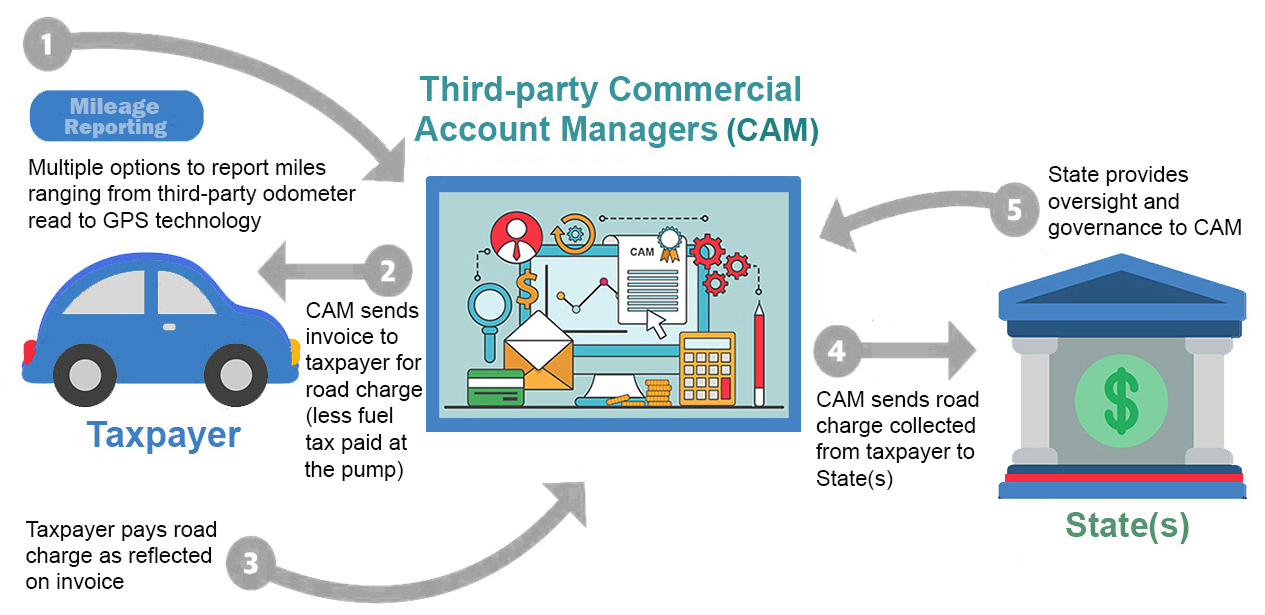 1
Mileage
Reporting
Multiple options to report miles
ranging from third-party odometer
read to GPS technology
Third-party Commercial
Account Managers (CAM)
CAM
$
2
CAM sends
invoice to
taxpayer for
road charge
(less fuel
tax paid at
the pump)
Taxpayer
Taxpayer pays road
charge as reflected
on invoice
3
4
CAM sends road
charge collected
from taxpayer to
State(s)
5
State provides
oversight and
governance to CAM
$
State(s)